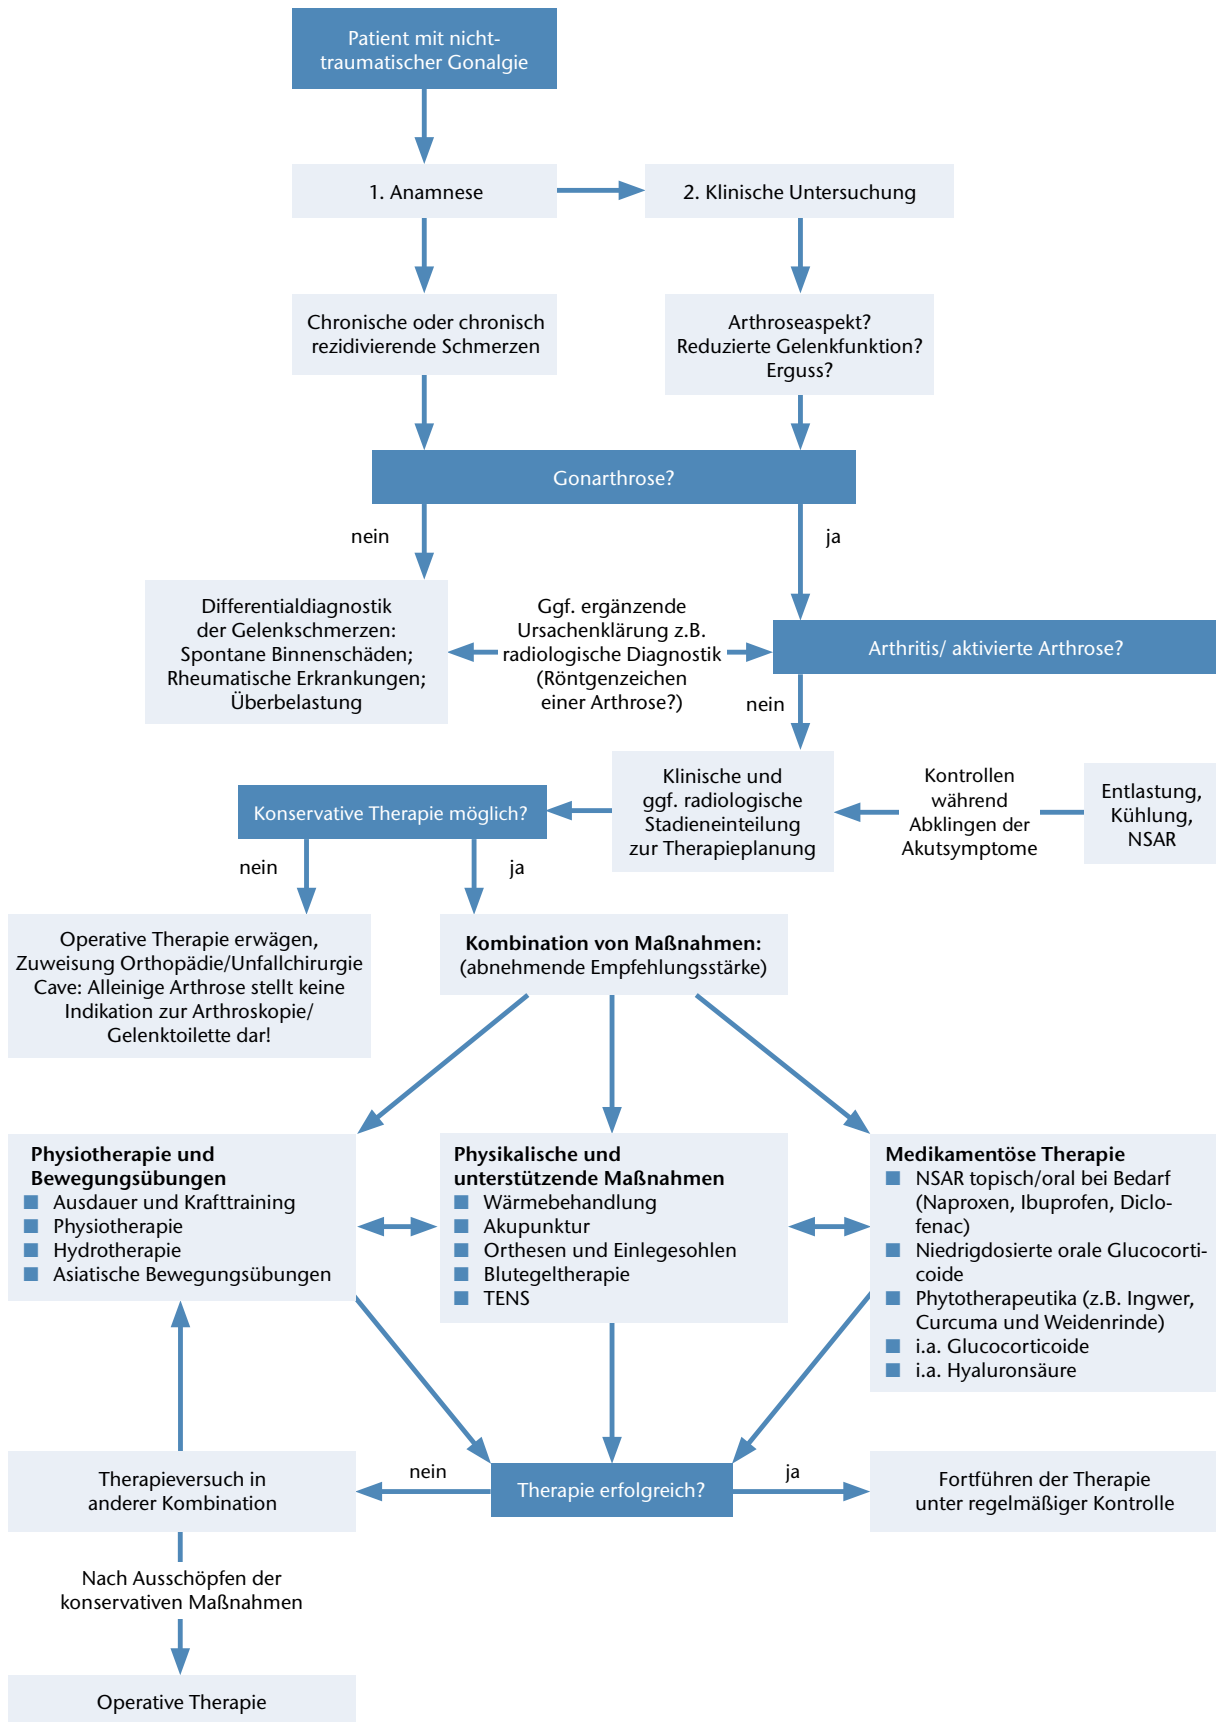 Patient mit nicht-
traumatischer Gonalgie
1. Anamnese
2. Klinische Untersuchung
Chronische oder chronisch
rezidivierende Schmerzen
Arthroseaspekt?
Reduzierte Gelenkfunktion?
Erguss?
Gonarthrose?
nein
ja
Differentialdiagnostik
der Gelenkschmerzen:
Spontane Binnenschäden;
Rheumatische Erkrankungen;
Überbelastung
Ggf. ergänzende
Ursachenklärung z.B.
radiologische Diagnostik
(Röntgenzeichen
einer Arthrose?)
Arthritis/ aktivierte Arthrose?
nein
Klinische und
ggf. radiologische
Stadieneinteilung
zur Therapieplanung
Kontrollen
während
Abklingen der
Akutsymptome
Entlastung,
Kühlung,
NSAR
Konservative Therapie möglich?
nein
ja
Operative Therapie erwägen,
Zuweisung Orthopädie/Unfallchirurgie
Cave: Alleinige Arthrose stellt keine
Indikation zur Arthroskopie/
Gelenktoilette dar!
Kombination von Maßnahmen:
(abnehmende Empfehlungsstärke)
Physiotherapie und
Bewegungsübungen
Ausdauer und Krafttraining
Physiotherapie
Hydrotherapie
Asiatische Bewegungsübungen
Physikalische und
unterstützende Maßnahmen
Wärmebehandlung
Akupunktur
Orthesen und Einlegesohlen
Blutegeltherapie
TENS
Medikamentöse Therapie
NSAR topisch/oral bei Bedarf
(Naproxen, Ibuprofen, Diclo-
fenac)
Niedrigdosierte orale Glucocorti-
coide
Phytotherapeutika (z.B. Ingwer,
Curcuma und Weidenrinde)
i.a. Glucocorticoide
i.a. Hyaluronsäure
Therapieversuch in
anderer Kombination
nein
Therapie erfolgreich?
ja
Fortführen der Therapie
unter regelmäßiger Kontrolle
Nach Ausschöpfen der
konservativen Maßnahmen
Operative Therapie